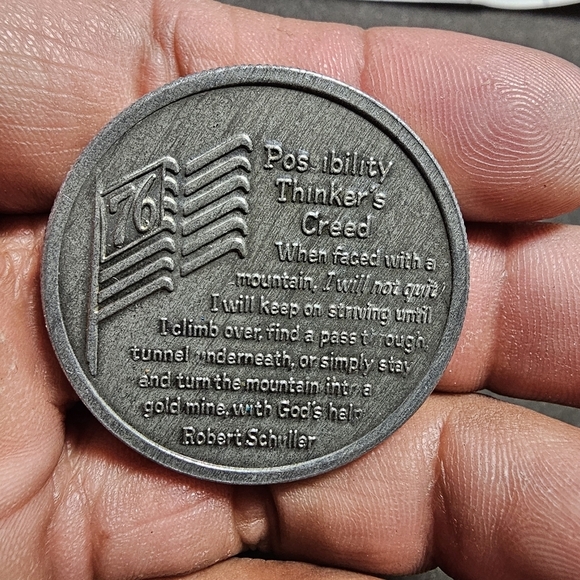 76
Possibility
Thinker's
Creed
When faced with a
mountain, I will not quit
I will keep on striving until
I climb over, find a pass through,
tunnel underneath, or simply stay
and turn the mountain into a
gold mine, with God's help
Robert Schuller